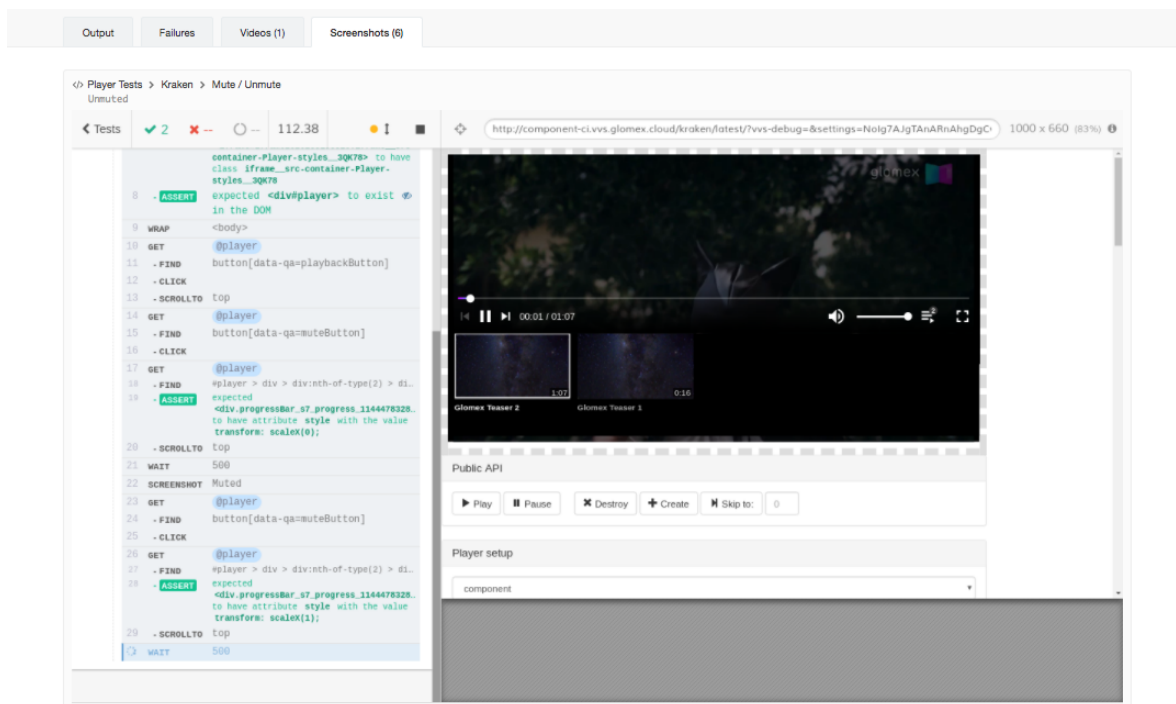 Output Failures Videos (1) Screenshots (6)
</> Player Tests > Kraken > Mute / Unmute
Unmuted
Tests 2 -- -- 112.38
http://component-ci.vvs.glomex.cloud/kraken/latest/?vvs-debug=&settings=NoIg7AJgTAnARnAhgDgC 1000 x 660 (83%)
container-Player-styles__3QK78> to have
class iframe__src-container-Player-
styles__3QK78
8 - ASSERT expected <div#player> to exist
in the DOM
9 WRAP <body>
10 GET @player
11 - FIND button[data-qa=playbackButton]
12 - CLICK
13 - SCROLLTO top
14 GET @player
15 - FIND button[data-qa=muteButton]
16 - CLICK
17 GET @player
18 - FIND #player > div > div:nth-of-type(2) > di…
19 - ASSERT expected
<div.progressBar_s7_progress_1144478328…
to have attribute style with the value
transform: scaleX(0);
20 - SCROLLTO top
21 WAIT 500
22 SCREENSHOT Muted
23 GET @player
24 - FIND button[data-qa=muteButton]
25 - CLICK
26 GET @player
27 - FIND #player > div > div:nth-of-type(2) > di…
28 - ASSERT expected
<div.progressBar_s7_progress_1144478328…
to have attribute style with the value
transform: scaleX(1);
29 - SCROLLTO top
WAIT 500
glomex
00:01 / 01:07
2
1:07 0:16
Glomex Teaser 2 Glomex Teaser 1
Public API
Play Pause Destroy Create Skip to: 0
Player setup
component